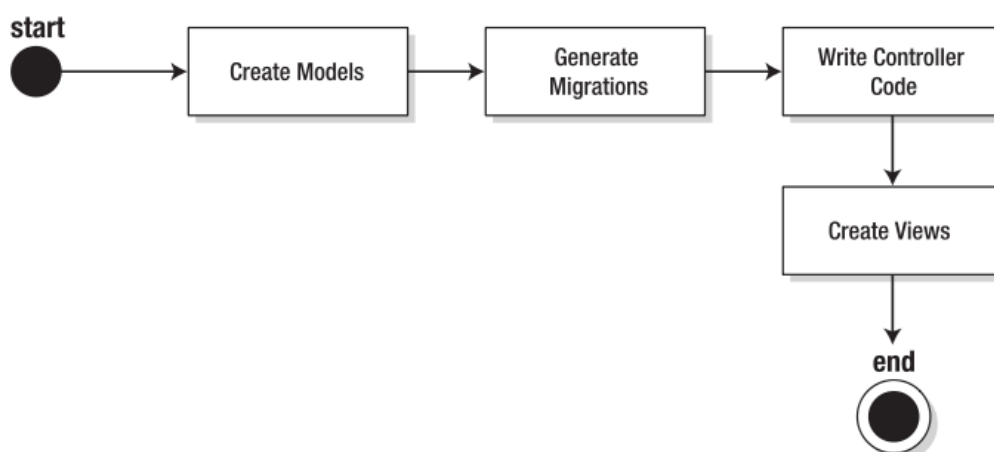 start
Create Models
Generate
Migrations
Write Controller
Code
Create Views
end